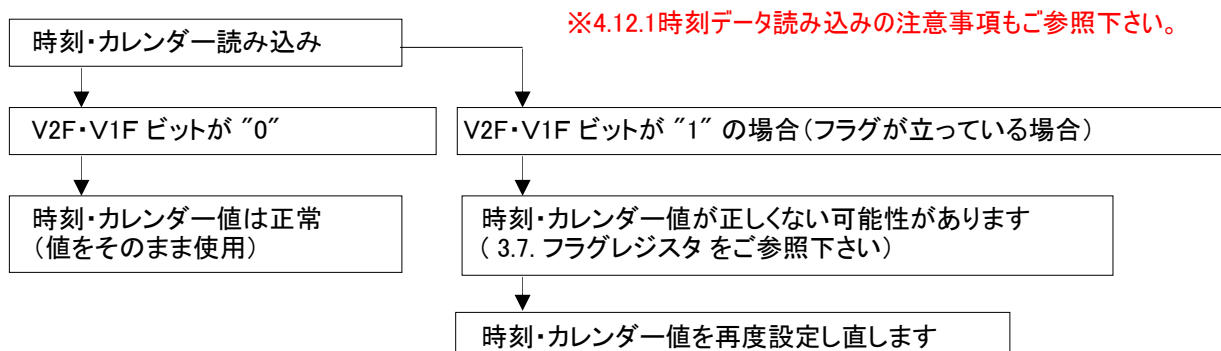 ※4.12.1時刻データ読み込みの注意事項もご参照下さい。
時刻・カレンダー読み込み
V2F・V1F ビットが "0"
V2F・V1F ビットが "1" の場合(フラグが立っている場合)
時刻・カレンダー値は正常
(値をそのまま使用)
時刻・カレンダー値が正しくない可能性があります
( 3.7. フラグレジスタ をご参照下さい)
時刻・カレンダー値を再度設定し直します